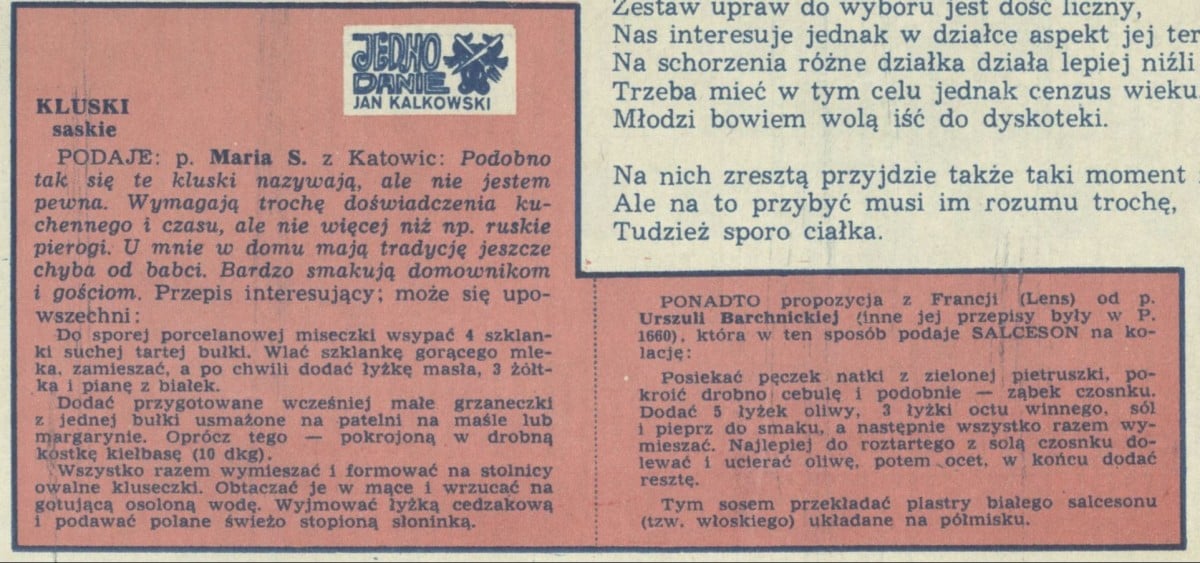 JEDNO
DANIE
JAN KALKOWSKI
KLUSKI
saskie
PODAJE: p. Maria S. z Katowic: Podobno
tak się te kluski nazywają, ale nie jestem
pewna. Wymagają trochę doświadczenia ku-
chennego i czasu, ale nie więcej niż np. ruskie
pierogi. U mnie w domu mają tradycję jeszcze
chyba od babci. Bardzo smakują domownikom
i gościom. Przepis interesujący; może się upo-
wszechni:
Do sporej porcelanowej miseczki wsypać 4 szklan-
ki suchej tartej bułki. Wlać szklankę gorącego mle-
ka, zamieszać, a po chwili dodać łyżkę masła, 3 żółt-
ka i pianę z białek.
Dodać przygotowane wcześniej małe grzaneczki
z jednej bułki usmażone na patelni na maśle lub
margarynie. Oprócz tego — pokrojoną w drobną
kostkę kiełbasę (10 dkg).
Wszystko razem wymieszać i formować na stolnicy
owalne kluseczki. Obtaczać je w mące i wrzucać na
gotującą osoloną wodę. Wyjmować łyżką cedzakową
i podawać polane świeżo stopioną słoninką.
Zestaw upraw do wyboru jest dość liczny,
Nas interesuje jednak w działce aspekt jej ter
Na schorzenia różne działka działa lepiej niźli
Trzeba mieć w tym celu jednak cenzus wieku.
Młodzi bowiem wolą iść do dyskoteki.
Na nich zresztą przyjdzie także taki moment
Ale na to przybyć musi im rozumu trochę,
Tudzież sporo ciałka.
PONADTO propozycja z Francji (Lens) od p.
Urszuli Barchnickiej (inne jej przepisy były w P.
1660), która w ten sposób podaje SALCESON na ko-
lację:
Posiekać pęczek natki z zielonej pietruszki, po-
kroić drobno cebulę i podobnie — ząbek czosnku.
Dodać 5 łyżek oliwy, 3 łyżki octu winnego, sól
i pieprz do smaku, a następnie wszystko razem wy-
mieszać. Najlepiej do roztartego z solą czosnku do-
lewać i ucierać oliwę, potem ocet, w końcu dodać
resztę.
Tym sosem przekładać piastry białego salcesonu
(tzw. włoskiego) układane na półmisku.